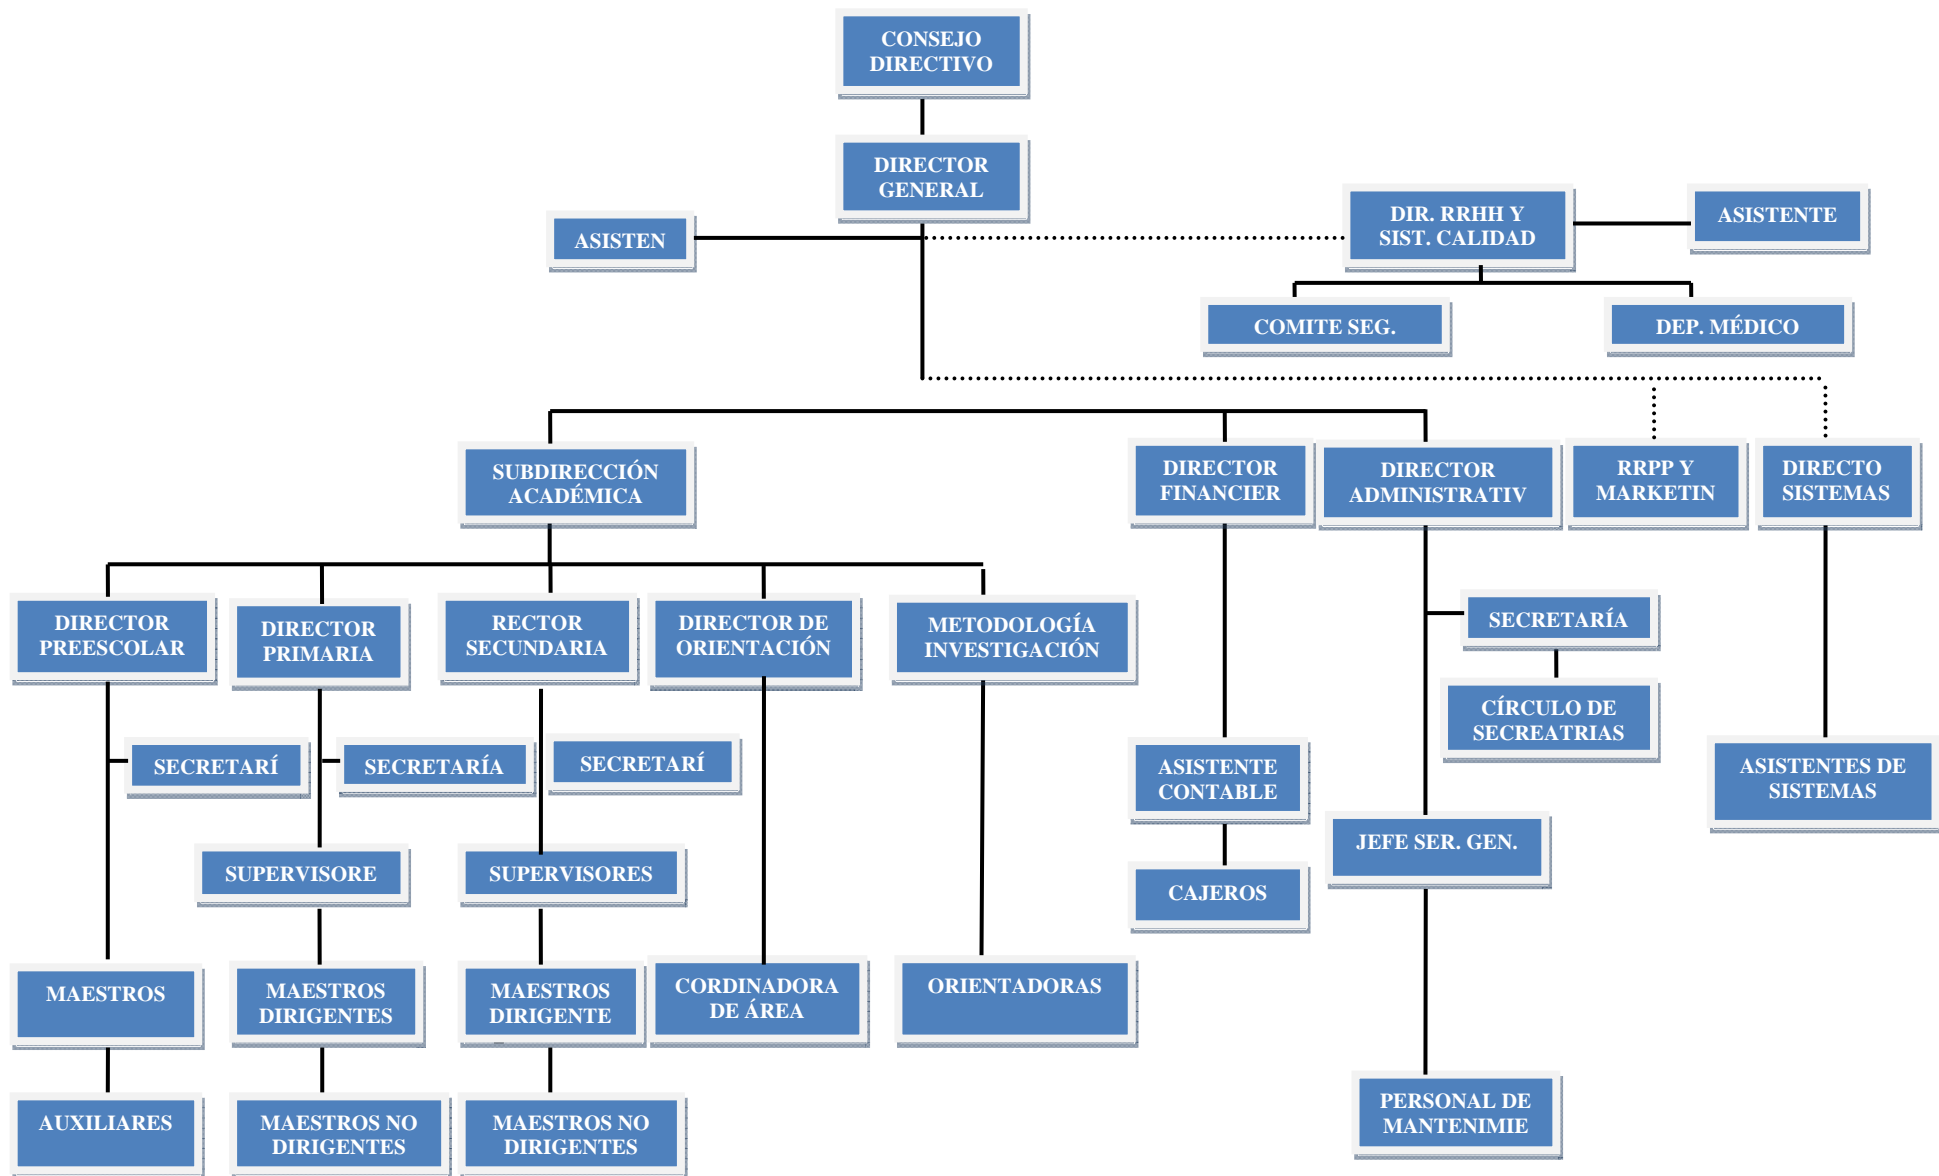 CONSEJO
DIRECTIVO
DIRECTOR
GENERAL
ASISTEN
DIR. RRHH Y
SIST. CALIDAD
ASISTENTE
COMITE SEG.
DEP. MÉDICO
SUBDIRECCIÓN
ACADÉMICA
DIRECTOR
FINANCIER
DIRECTOR
ADMINISTRATIV
RRPP Y
MARKETIN
DIRECTO
SISTEMAS
DIRECTOR
PREESCOLAR
DIRECTOR
PRIMARIA
RECTOR
SECUNDARIA
DIRECTOR DE
ORIENTACIÓN
METODOLOGÍA
INVESTIGACIÓN
SECRETARÍA
CÍRCULO DE
SECREATRIAS
SECRETARÍ
SECRETARÍA
SECRETARÍ
ASISTENTE
CONTABLE
ASISTENTES DE
SISTEMAS
JEFE SER. GEN.
SUPERVISORE
SUPERVISORES
CAJEROS
MAESTROS
MAESTROS
DIRIGENTES
MAESTROS
DIRIGENTE
CORDINADORA
DE ÁREA
ORIENTADORAS
AUXILIARES
MAESTROS NO
DIRIGENTES
MAESTROS NO
DIRIGENTES
PERSONAL DE
MANTENIMIE